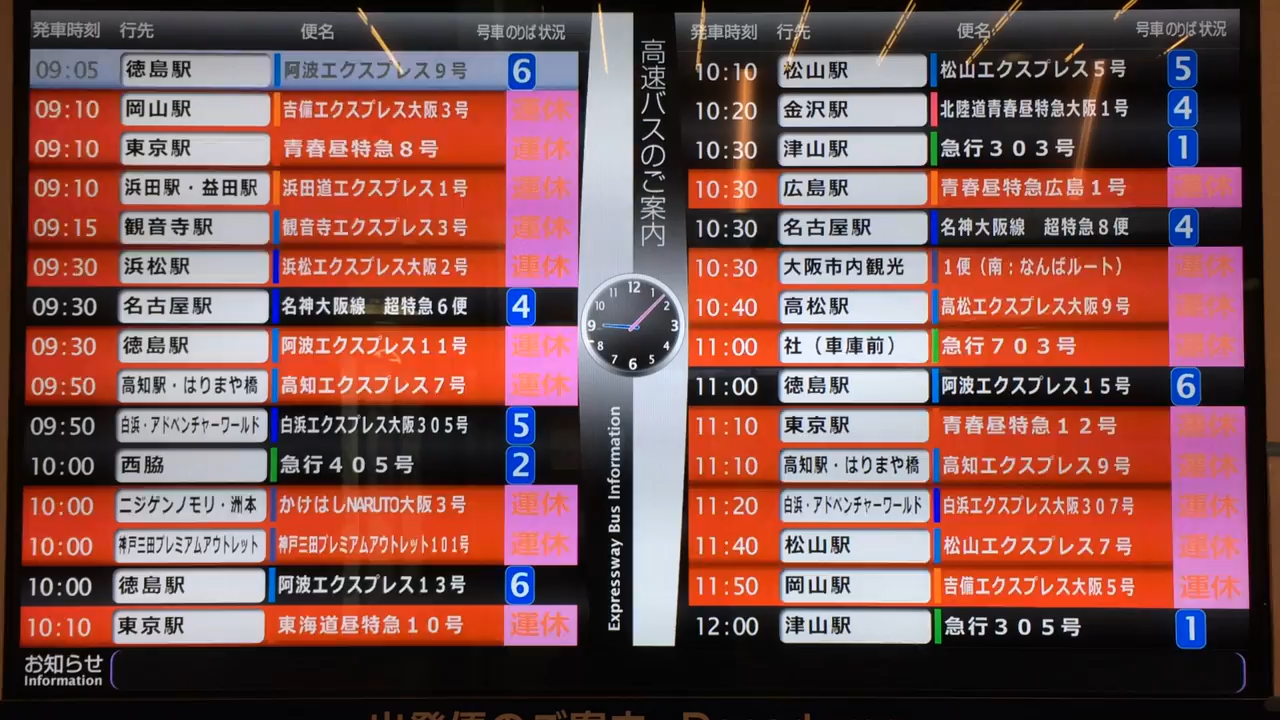 発車時刻 行先 便名 号車 のりば 状況
09:05 徳島駅 阿波エクスプレス９号 6
09:10 岡山駅 吉備エクスプレス大阪３号 運休
09:10 東京駅 青春昼特急８号 運休
09:10 浜田駅・益田駅 浜田道エクスプレス１号 運休
09:15 観音寺駅 観音寺エクスプレス３号 運休
09:30 浜松駅 浜松エクスプレス大阪２号 運休
09:30 名古屋駅 名神大阪線　超特急６便 4
09:30 徳島駅 阿波エクスプレス１１号 運休
09:50 高知駅・はりまや橋 高知エクスプレス７号 運休
09:50 白浜・アドベンチャーワールド 白浜エクスプレス大阪３０５号 5
10:00 西脇 急行４０５号 2
10:00 ニジゲンノモリ・洲本 かけはしNARUTO大阪３号 運休
10:00 神戸三田プレミアムアウトレット 神戸三田プレミアムアウトレット１０１号 運休
10:00 徳島駅 阿波エクスプレス１３号 6
10:10 東京駅 東海道昼特急１０号 運休
高速バスのご案内
12 1 2 3 4 5 6 7 8 9 10 11
Expressway Bus Information
発車時刻 行先 便名 号車 のりば 状況
10:10 松山駅 松山エクスプレス５号 5
10:20 金沢駅 北陸道青春昼特急大阪１号 4
10:30 津山駅 急行３０３号 1
10:30 広島駅 青春昼特急広島１号 運休
10:30 名古屋駅 名神大阪線　超特急８便 4
10:30 大阪市内観光 １便（南：なんばルート） 運休
10:40 高松駅 高松エクスプレス大阪９号 運休
11:00 社（車庫前） 急行７０３号 運休
11:00 徳島駅 阿波エクスプレス１５号 6
11:10 東京駅 青春昼特急１２号 運休
11:10 高知駅・はりまや橋 高知エクスプレス９号 運休
11:20 白浜・アドベンチャーワールド 白浜エクスプレス大阪３０７号 運休
11:40 松山駅 松山エクスプレス７号 運休
11:50 岡山駅 吉備エクスプレス大阪５号 運休
12:00 津山駅 急行３０５号 1
お知らせ
Information